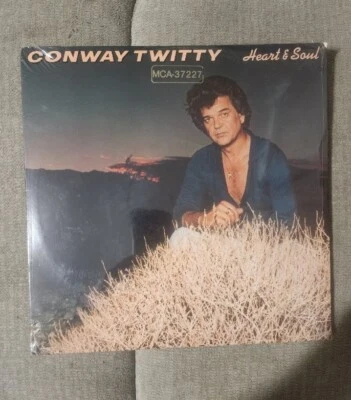 CONWAY TWITTY Heart & Soul
MCA-37227